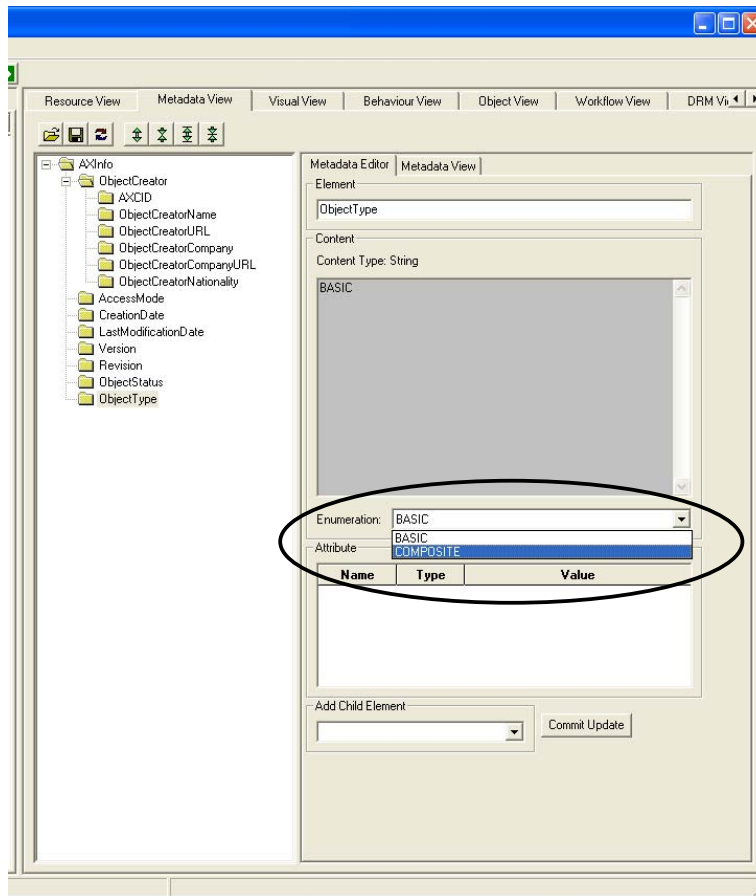 Resource View Metadata View Visual View Behaviour View Object View Workflow View DRM Vi
AXInfo
ObjectCreator
AXCID
ObjectCreatorName
ObjectCreatorURL
ObjectCreatorCompany
ObjectCreatorCompanyURL
ObjectCreatorNationality
AccessMode
CreationDate
LastModificationDate
Version
Revision
ObjectStatus
ObjectType
Metadata Editor Metadata View
Element
ObjectType
Content
Content Type: String
BASIC
Enumeration: BASIC
BASIC
COMPOSITE
Attribute
Name Type Value
Add Child Element
Commit Update